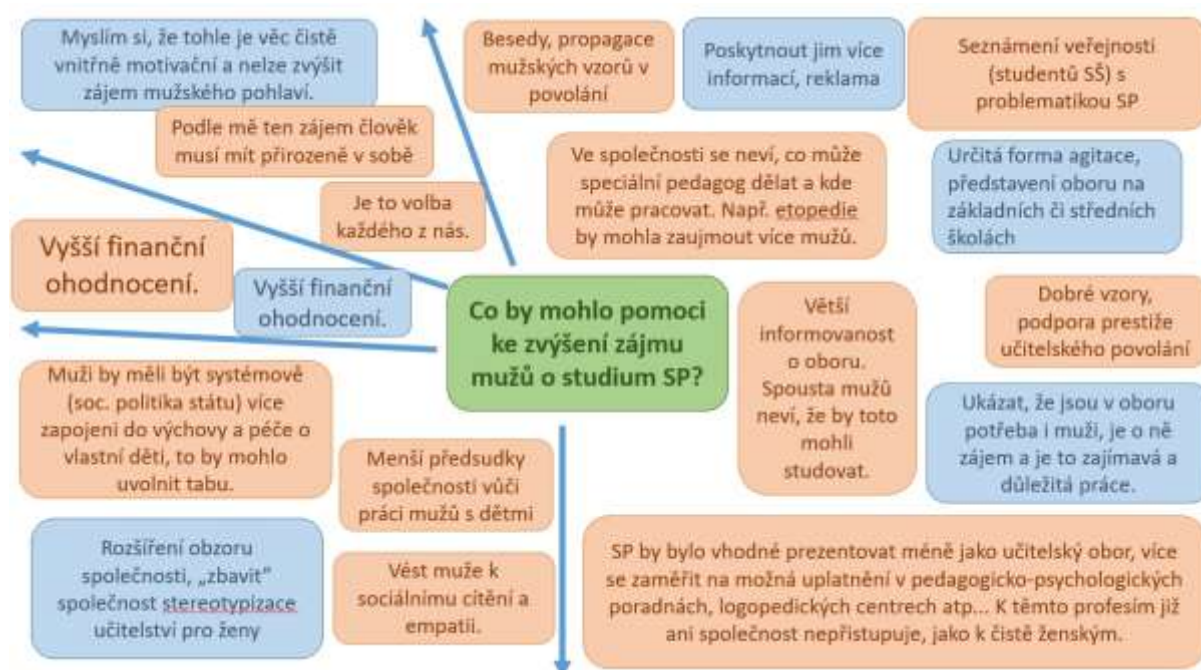 Myslím si, že tohle je věc čistě
vnitřně motivační a nelze zvýšit
zájem mužského pohlaví.
Podle mě ten zájem člověk
musí mít přirozeně v sobě
Je to volba
každého z nás.
Vyšší finanční
ohodnocení.
Vyšší finanční
ohodnocení.
Besedy, propagace
mužských vzorů v
povolání
Poskytnout jim více
informací, reklama
Seznámení veřejnosti
(studentů SŠ) s
problematikou SP
Ve společnosti se neví, co může
speciální pedagog dělat a kde
může pracovat. Např. etopedie
by mohla zaujmout více mužů.
Určitá forma agitace,
představení oboru na
základních či středních
školách
Co by mohlo pomoci
ke zvýšení zájmu
mužů o studium SP?
Větší
informovanost
o oboru.
Spousta mužů
neví, že by toto
mohli
studovat.
Dobré vzory,
podpora prestiže
učitelského povolání
Ukázat, že jsou v oboru
potřeba i muži, je o ně
zájem a je to zajímavá a
důležitá práce.
Muži by měli být systémově
(soc. politika státu) více
zapojeni do výchovy a péče o
vlastní děti, to by mohlo
uvolnit tabu.
Menší předsudky
společnosti vůči
práci mužů s dětmi
Rozšíření obzoru
společnosti, „zbavit"
společnost stereotypizace
učitelství pro ženy
Vést muže k
sociálnímu cítění a
empatii.
SP by bylo vhodné prezentovat méně jako učitelský obor, více
se zaměřit na možná uplatnění v pedagogicko-psychologických
poradnách, logopedických centrech atp... K těmto profesím již
ani společnost nepřistupuje, jako k čistě ženským.